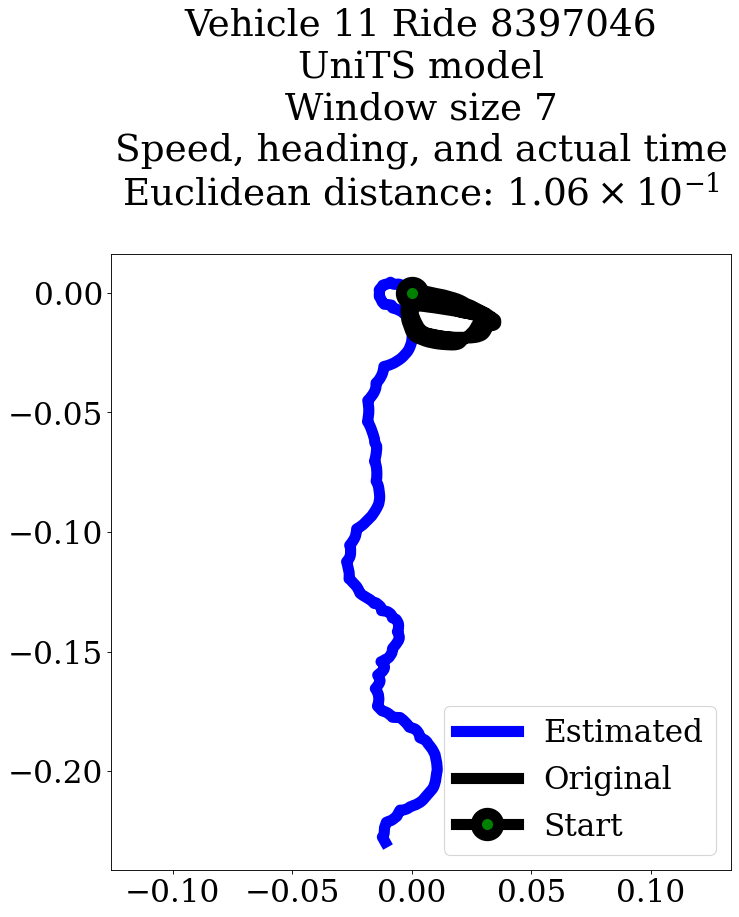 Vehicle 11 Ride 8397046
UniTS model
Window size 7
Speed, heading, and actual time
Euclidean distance: 1.06 × 10⁻¹
0.00
−0.05
−0.10
−0.15
−0.20
Estimated
Original
Start
−0.10 −0.05 0.00 0.05 0.10